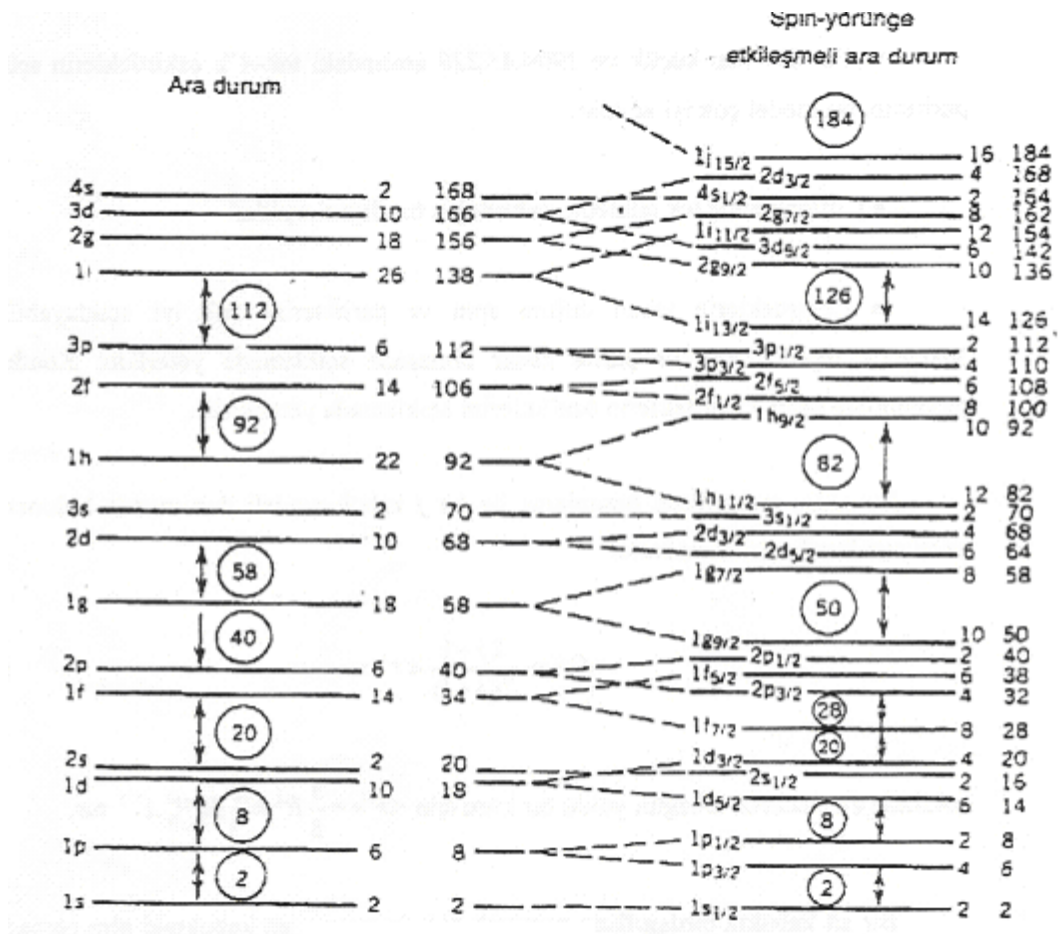 Spin-yörünge
etkileşmeli ara durum
Ara durum
184
1j15/2 16 184
2d3/2 4 168
4s 2 168 4s1/2 2 164
3d 10 166 2g7/2 8 162
2g 18 156 1i11/2 12 154
3d5/2 6 142
1i 26 138 2g9/2 10 136
112 126
1i13/2 14 126
3p 6 112 3p1/2 2 112
3p3/2 4 110
2f 14 106 2f5/2 6 108
2f1/2 8 100
92 1h9/2 10 92
1h 22 92 82
1h11/2 12 82
3s 2 70 3s1/2 2 70
2d 10 68 2d3/2 4 68
2d5/2 6 64
58 1g7/2 8 58
1g 18 58 50
40 1g9/2 10 50
2p 6 40 2p1/2 2 40
1f 14 34 1f5/2 6 38
2p3/2 4 32
28
20 1f7/2 8 28
20
2s 2 20 1d3/2 4 20
1d 10 18 2s1/2 2 16
1d5/2 6 14
8 8
1p 6 8 1p1/2 2 8
1p3/2 4 6
2 2
1s 2 2 1s1/2 2 2